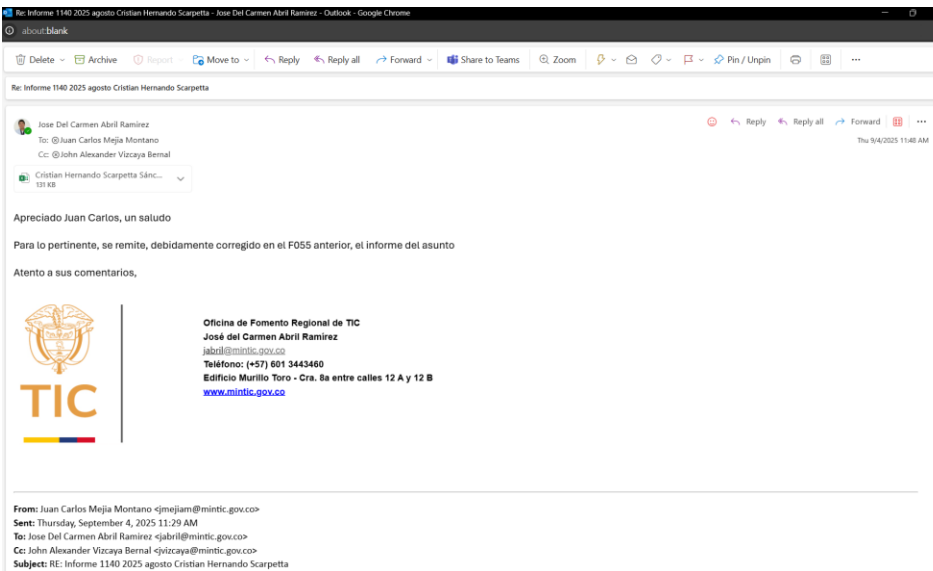 Re: Informe 1140 2025 agosto Cristian Hernando Scarpetta - Jose Del Carmen Abril Ramirez - Outlook - Google Chrome
about:blank
Delete Archive Report Move to Reply Reply all Forward Share to Teams Zoom Pin / Unpin
Re: Informe 1140 2025 agosto Cristian Hernando Scarpetta
Jose Del Carmen Abril Ramirez
Reply Reply all Forward
To: Juan Carlos Mejia Montano
Thu 9/4/2025 11:48 AM
Cc: John Alexander Vizcaya Bernal
Cristian Hernando Scarpetta Sánc...
131 KB
Apreciado Juan Carlos, un saludo
Para lo pertinente, se remite, debidamente corregido en el F055 anterior, el informe del asunto
Atento a sus comentarios,
TIC
Oficina de Fomento Regional de TIC
José del Carmen Abril Ramirez
jabril@mintic.gov.co
Teléfono: (+57) 601 3443460
Edificio Murillo Toro - Cra. 8a entre calles 12 A y 12 B
www.mintic.gov.co
From: Juan Carlos Mejia Montano <jmejiam@mintic.gov.co>
Sent: Thursday, September 4, 2025 11:29 AM
To: Jose Del Carmen Abril Ramirez <jabril@mintic.gov.co>
Cc: John Alexander Vizcaya Bernal <jvizcaya@mintic.gov.co>
Subject: RE: Informe 1140 2025 agosto Cristian Hernando Scarpetta